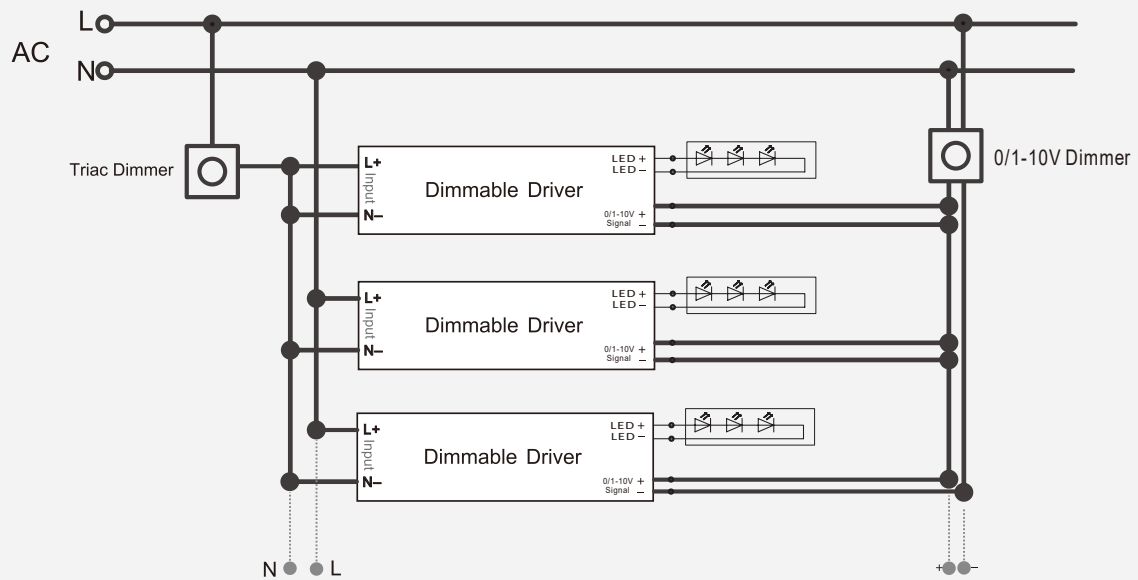 L
AC
N
Triac Dimmer
0/1-10V Dimmer
L+
Input
N–
Dimmable Driver
LED +
LED –
0/1-10V +
Signal –
L+
Input
N–
Dimmable Driver
LED +
LED –
0/1-10V +
Signal –
L+
Input
N–
Dimmable Driver
LED +
LED –
0/1-10V +
Signal –
N L + –